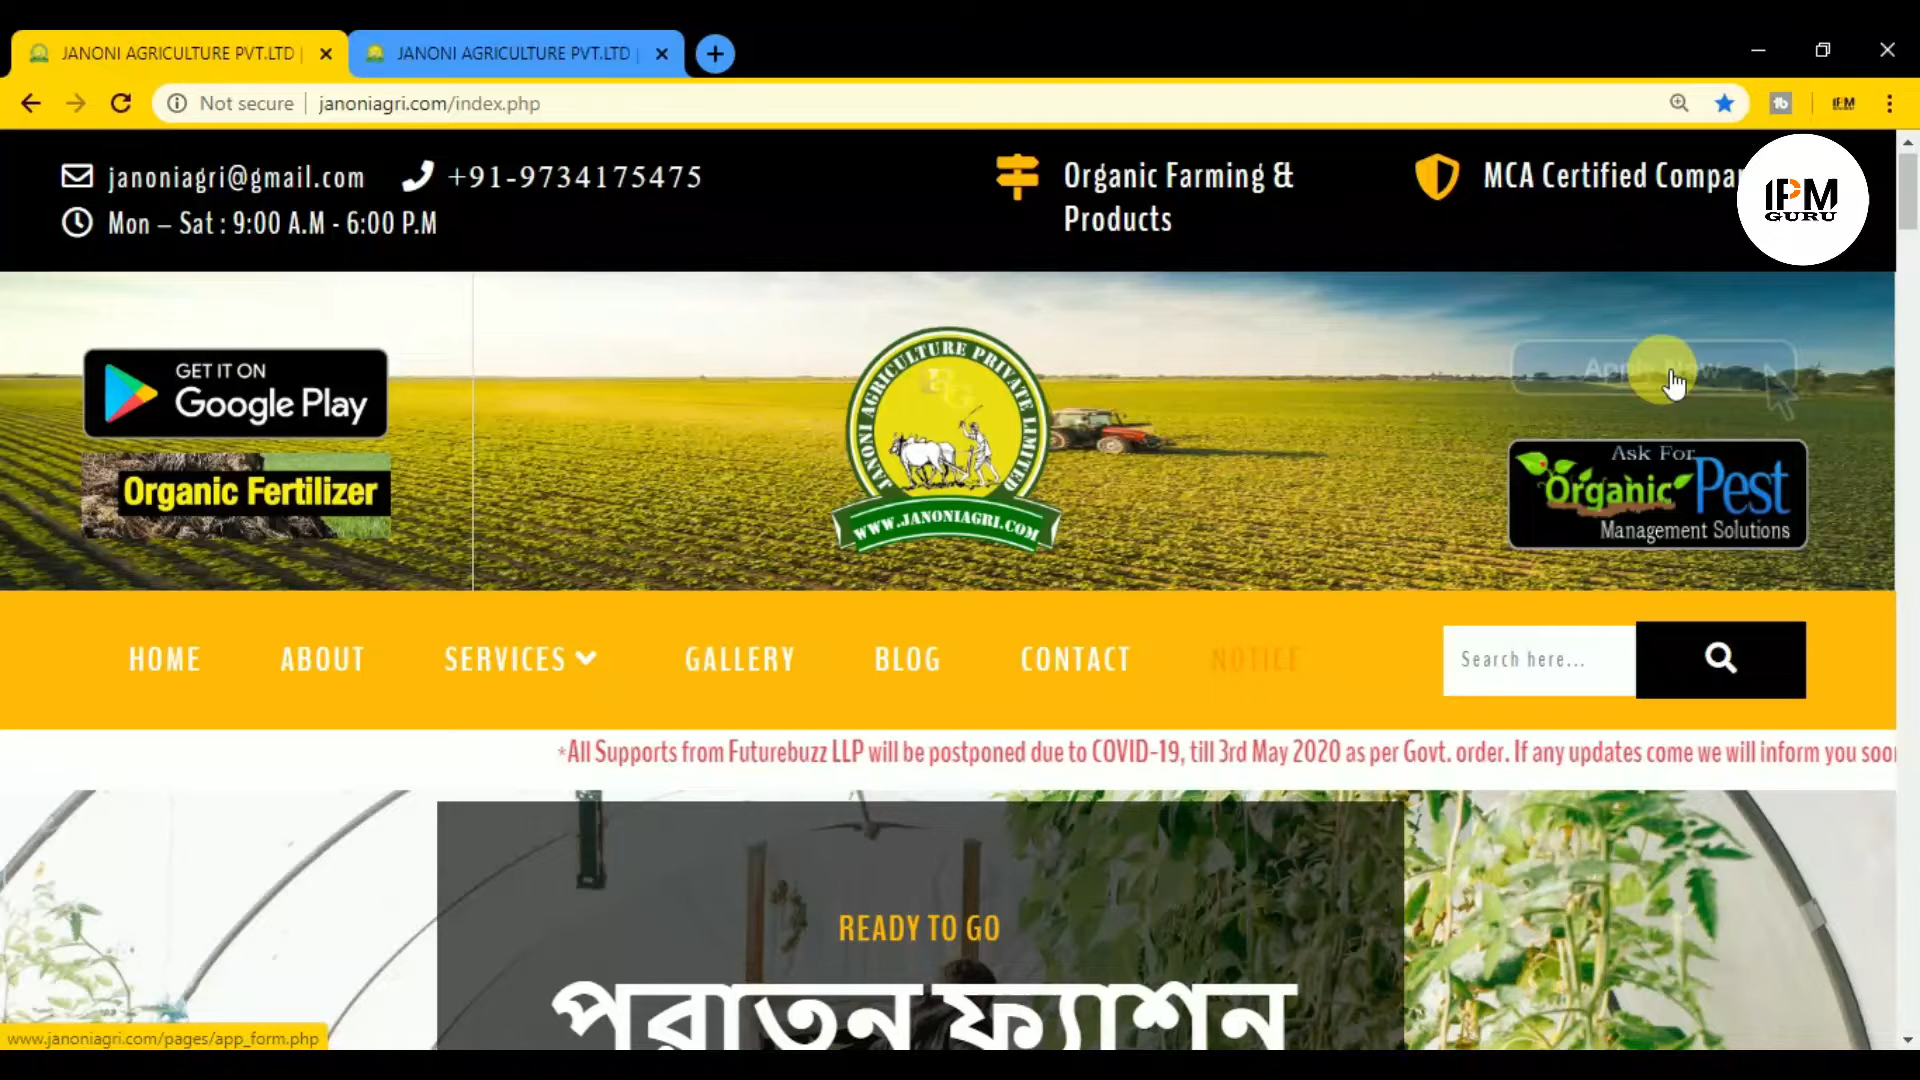 JANONI AGRICULTURE PVT.LTD |
JANONI AGRICULTURE PVT.LTD |
Not secure
janoniagri.com/index.php
janoniagri@gmail.com
+91-9734175475
Mon – Sat : 9:00 A.M - 6:00 P.M
Organic Farming &
Products
MCA Certified Compa
IPM
GURU
GET IT ON
Google Play
Organic Fertilizer
JANONI AGRICULTURE PRIVATE LIMITED
WWW.JANONIAGRI.COM
Apply Now
Ask For
Organic Pest
Management Solutions
HOME
ABOUT
SERVICES
GALLERY
BLOG
CONTACT
NOTICE
Search here...
*All Supports from Futurebuzz LLP will be postponed due to COVID-19, till 3rd May 2020 as per Govt. order. If any updates come we will inform you soo
READY TO GO
পুরাতন ফ্যাশন
www.janoniagri.com/pages/app_form.php